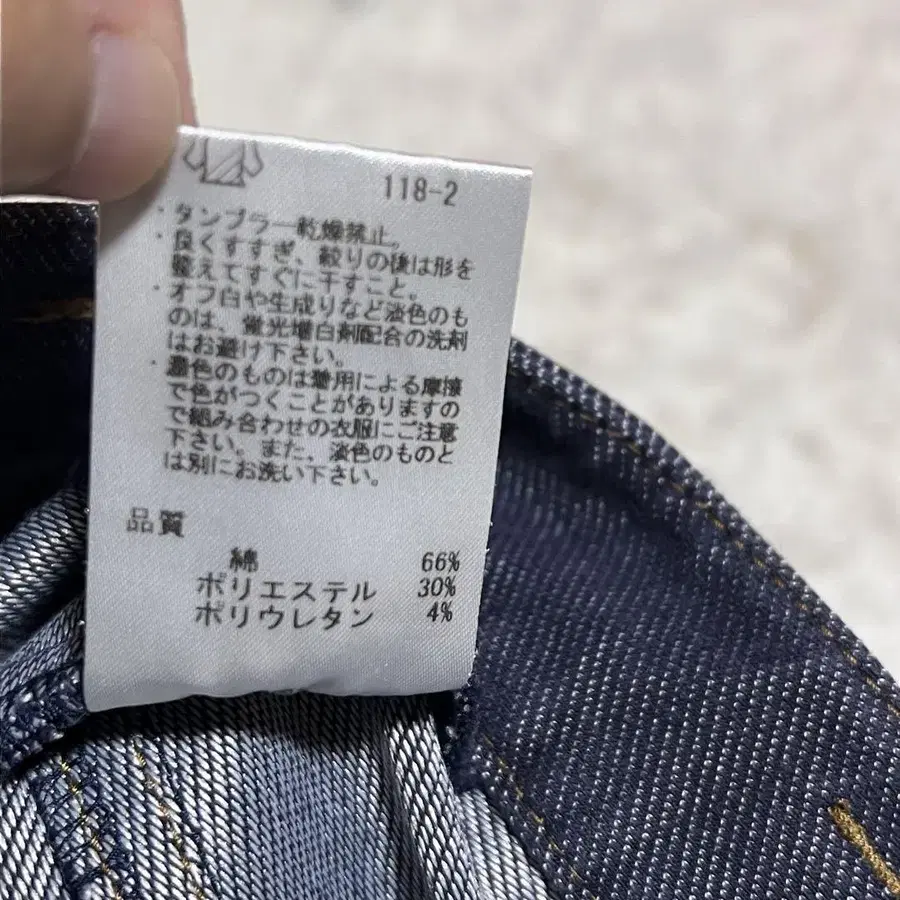 118-2
・タンブラー乾燥禁止。
・良くすすぎ、絞りの後は形を
整えてすぐに干すこと。
・オフ白や生成りなど淡色のも
のは、蛍光増白剤配合の洗剤
はお避け下さい。
・濃色のものは着用による摩擦
で色がつくことがありますの
で組み合わせの衣服にご注意
下さい。また、淡色のものと
は別にお洗い下さい。
品質
綿 66%
ポリエステル 30%
ポリウレタン 4%